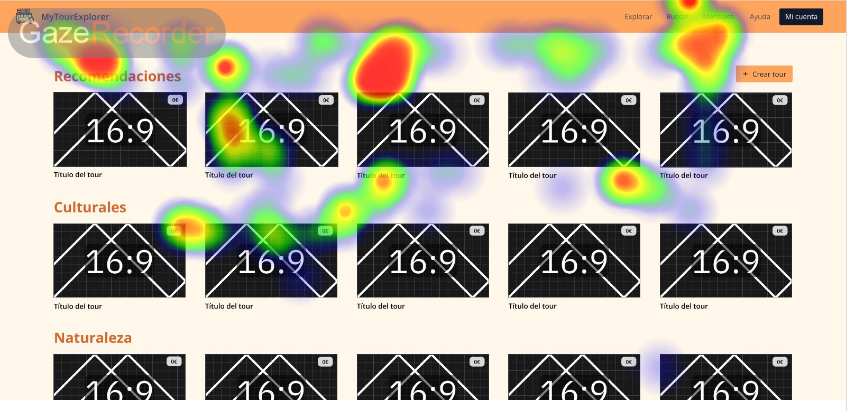 MyTourExplorer Explorar Buscar Mensajes Ayuda Mi cuenta
GazeRecorder
Recomendaciones + Crear tour
0€ 0€ 0€ 0€ 0€
16:9 16:9 16:9 16:9 16:9
Título del tour Título del tour Título del tour Título del tour Título del tour
Culturales
0€ 0€ 0€ 0€ 0€
16:9 16:9 16:9 16:9 16:9
Título del tour Título del tour Título del tour Título del tour Título del tour
Naturaleza
0€ 0€ 0€ 0€ 0€
16:9 16:9 16:9 16:9 16:9